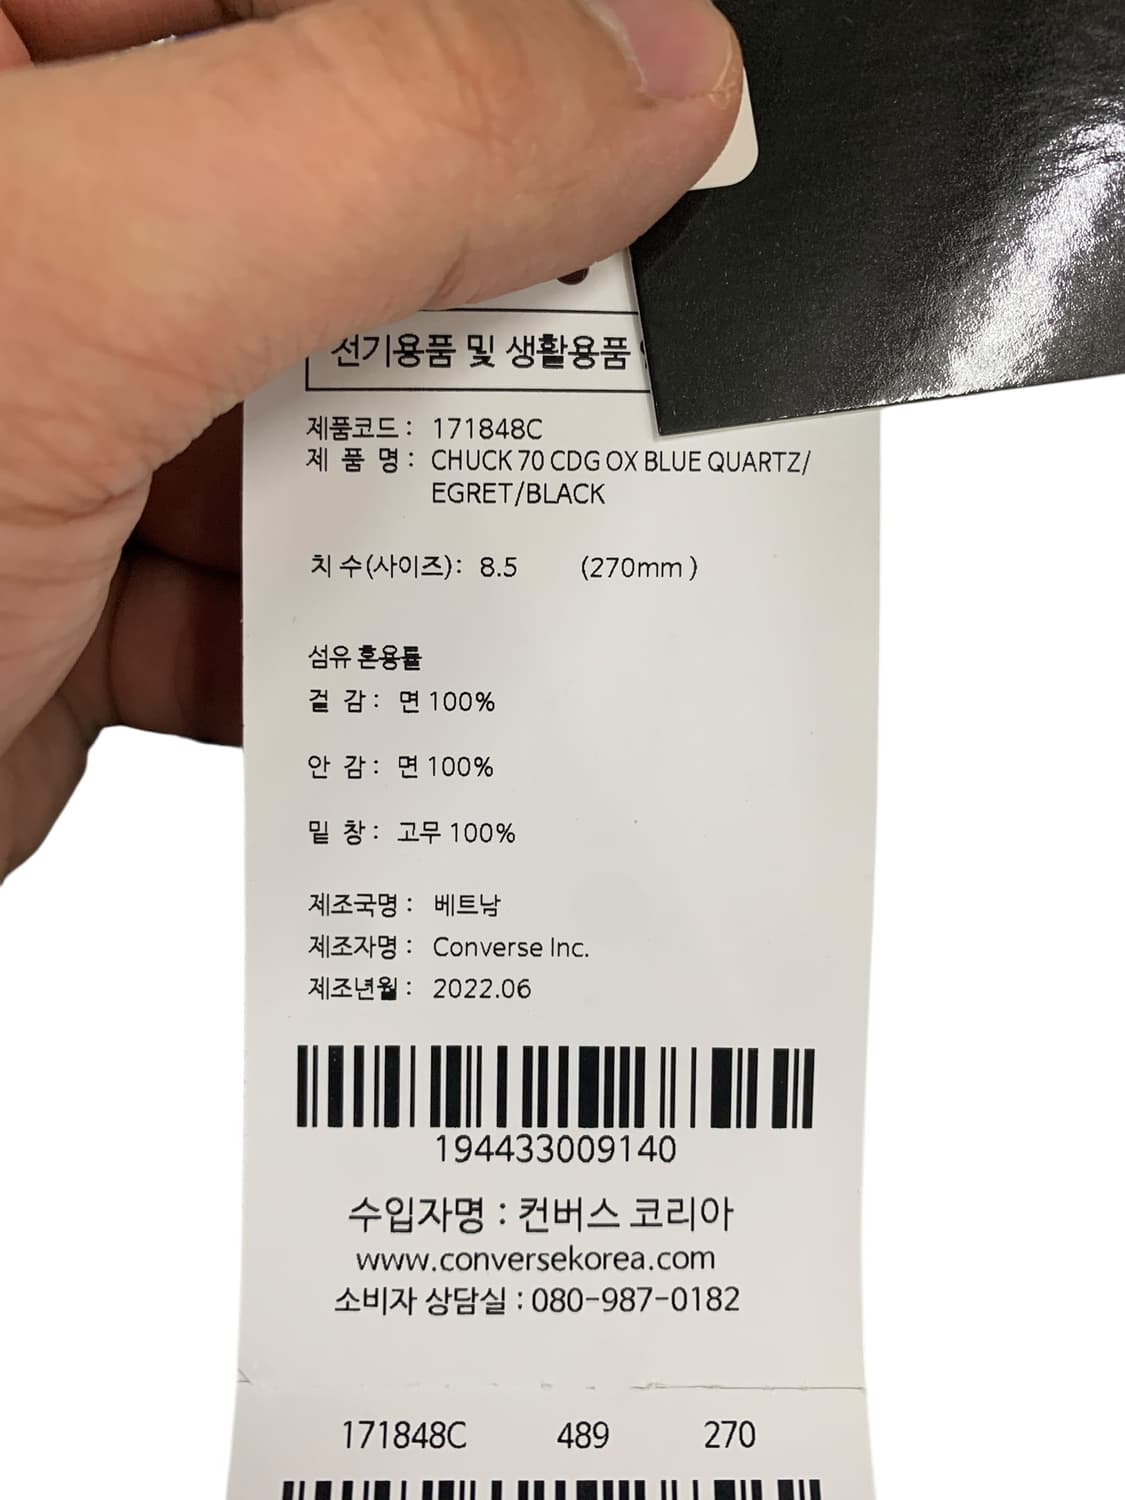 전기용품 및 생활용품
제품코드 : 171848C
제 품 명 : CHUCK 70 CDG OX BLUE QUARTZ/
EGRET/BLACK
치 수(사이즈) : 8.5 (270mm )
섬유 혼용률
겉 감 : 면 100%
안 감 : 면 100%
밑 창 : 고무 100%
제조국명 : 베트남
제조자명 : Converse Inc.
제조년월 : 2022.06
194433009140
수입자명 : 컨버스 코리아
www.conversekorea.com
소비자 상담실 : 080-987-0182
171848C 489 270